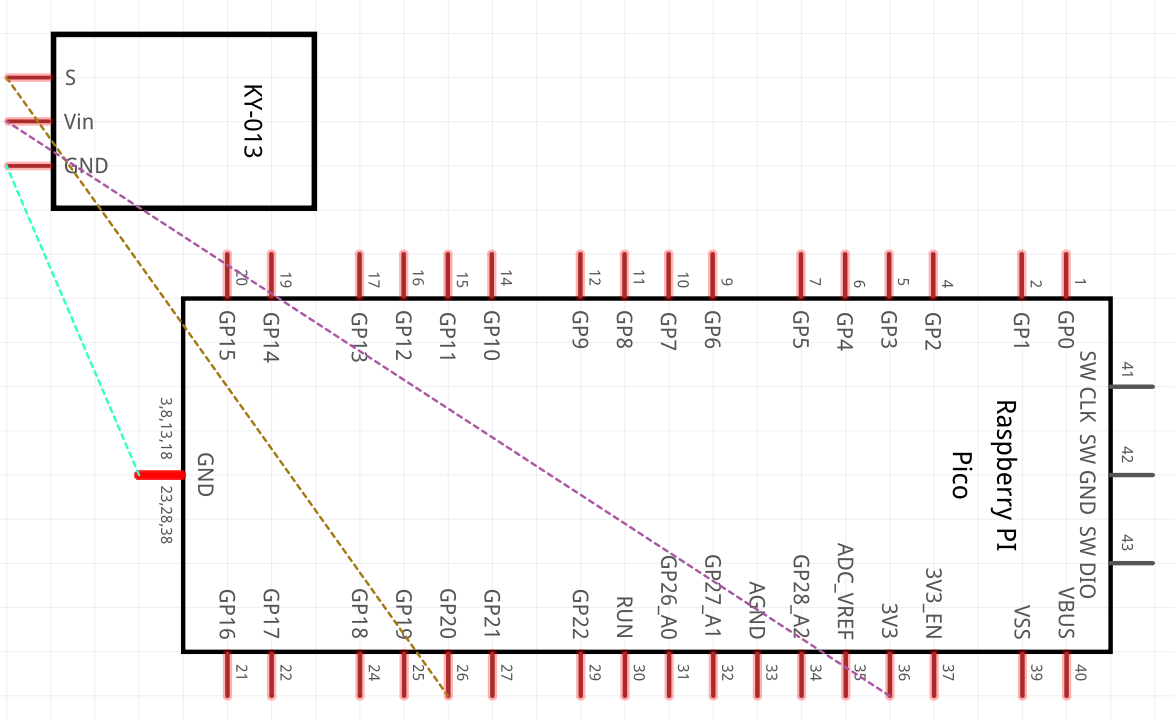 S
Vin
GND
KY-013
20
19
17
16
15
14
12
11
10
9
7
6
5
4
2
1
GP15
GP14
GP13
GP12
GP11
GP10
GP9
GP8
GP7
GP6
GP5
GP4
GP3
GP2
GP1
GP0
SW CLK
41
SW GND
42
SW DIO
43
Raspberry PI
Pico
3,8,13,18
23,28,38
GND
GP16
GP17
GP18
GP19
GP20
GP21
GP22
RUN
GP26_A0
GP27_A1
AGND
GP28_A2
ADC_VREF
3V3
3V3_EN
VSS
VBUS
21
22
24
25
26
27
29
30
31
32
33
34
35
36
37
39
40